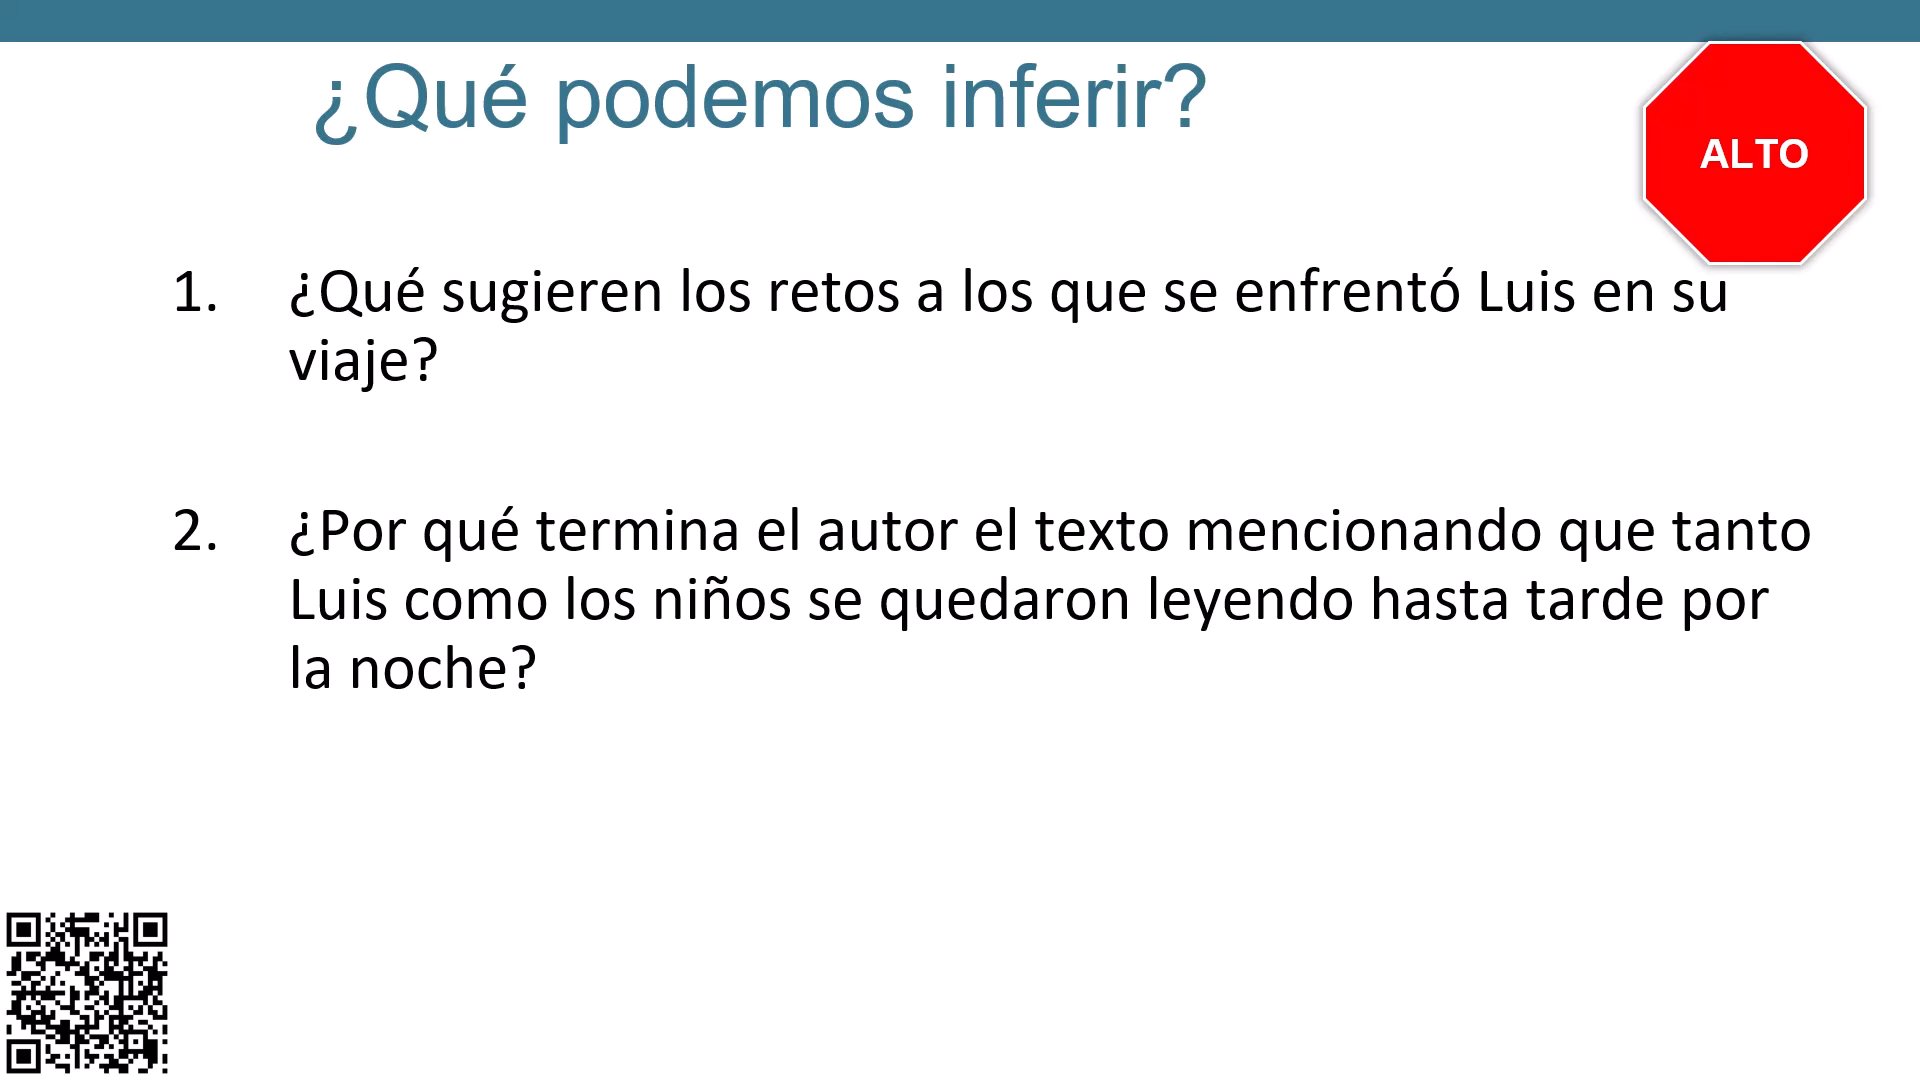 ¿Qué podemos inferir?
ALTO
1. ¿Qué sugieren los retos a los que se enfrentó Luis en su
viaje?
2. ¿Por qué termina el autor el texto mencionando que tanto
Luis como los niños se quedaron leyendo hasta tarde por
la noche?